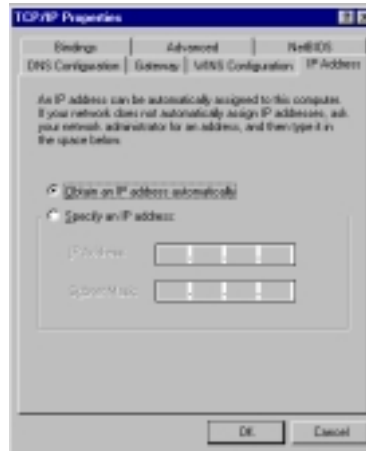 TCP/IP Properties
Bindings Advanced NetBIOS
DNS Configuration Gateway WINS Configuration IP Address
An IP address can be automatically assigned to this computer.
If your network does not automatically assign IP addresses, ask
your network administrator for an address, and then type it in
the space below.
Obtain an IP address automatically
Specify an IP address:
IP Address:
Subnet Mask:
OK Cancel